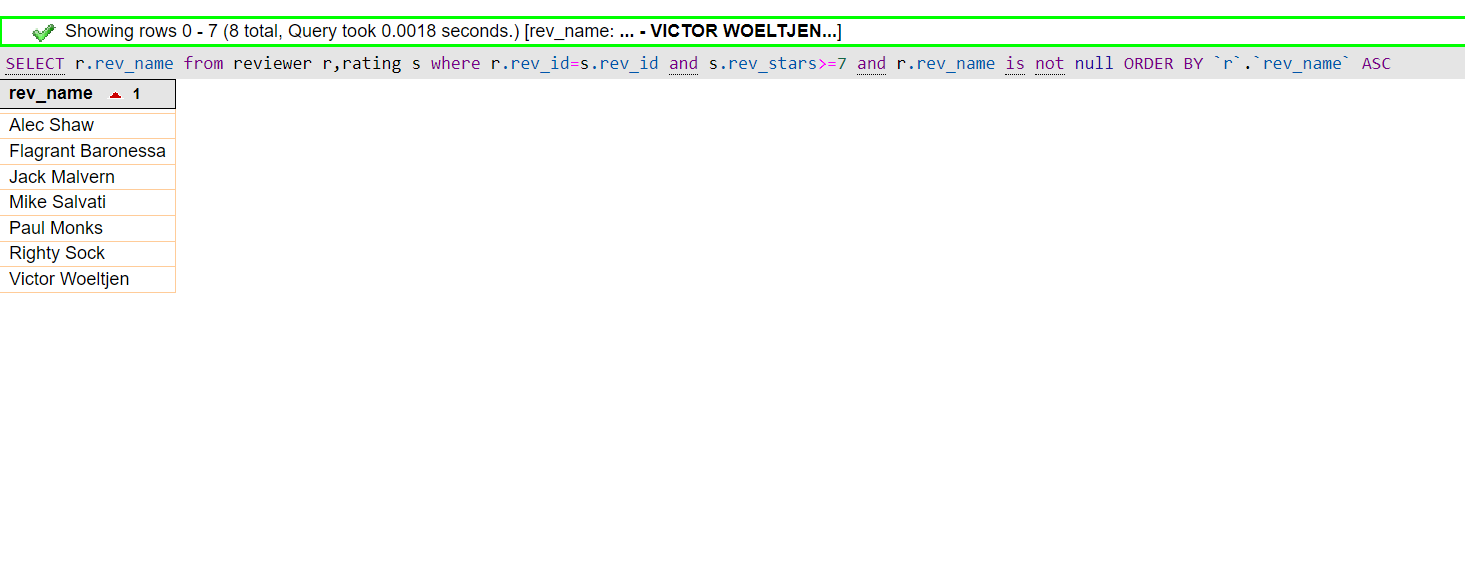 Showing rows 0 - 7 (8 total, Query took 0.0018 seconds.) [rev_name: ... - VICTOR WOELTJEN...]
SELECT r.rev_name from reviewer r,rating s where r.rev_id=s.rev_id and s.rev_stars>=7 and r.rev_name is not null ORDER BY `r`.`rev_name` ASC
rev_name 1
Alec Shaw
Flagrant Baronessa
Jack Malvern
Mike Salvati
Paul Monks
Righty Sock
Victor Woeltjen